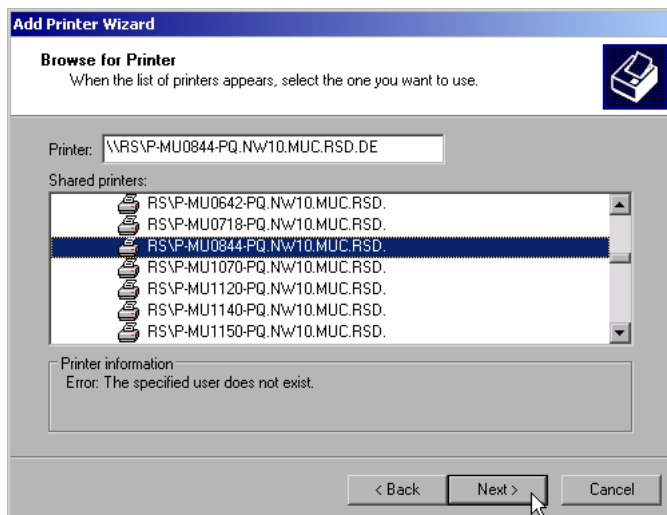 Add Printer Wizard
Browse for Printer
When the list of printers appears, select the one you want to use.
Printer: \\RS\P-MU0844-PQ.NW10.MUC.RSD.DE
Shared printers:
RS\P-MU0642-PQ.NW10.MUC.RSD.
RS\P-MU0718-PQ.NW10.MUC.RSD.
RS\P-MU0844-PQ.NW10.MUC.RSD.
RS\P-MU1070-PQ.NW10.MUC.RSD.
RS\P-MU1120-PQ.NW10.MUC.RSD.
RS\P-MU1140-PQ.NW10.MUC.RSD.
RS\P-MU1150-PQ.NW10.MUC.RSD.
Printer information
Error: The specified user does not exist.
< Back Next > Cancel